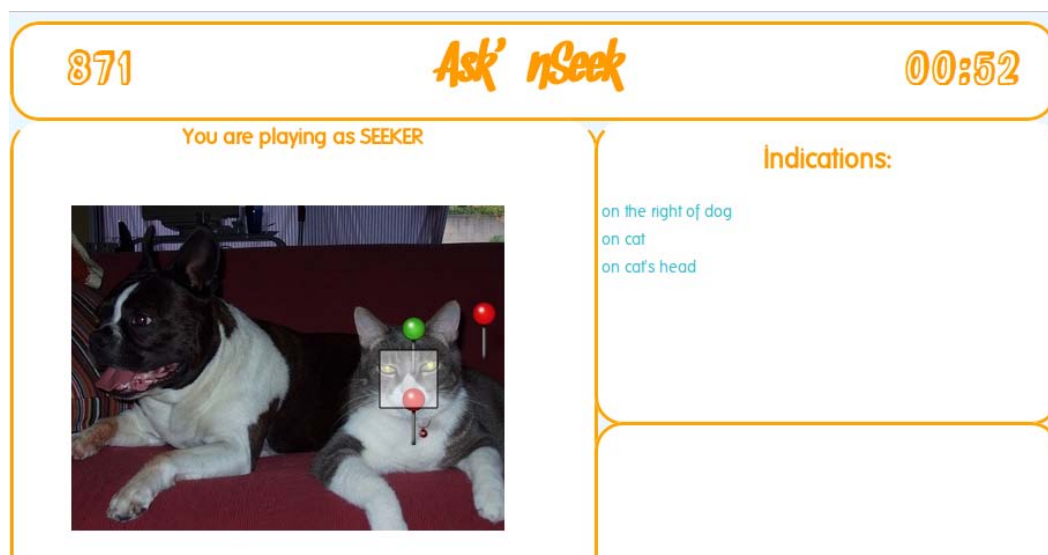 871
Ask' nSeek
00:52
You are playing as SEEKER
Indications:
on the right of dog
on cat
on cat's head